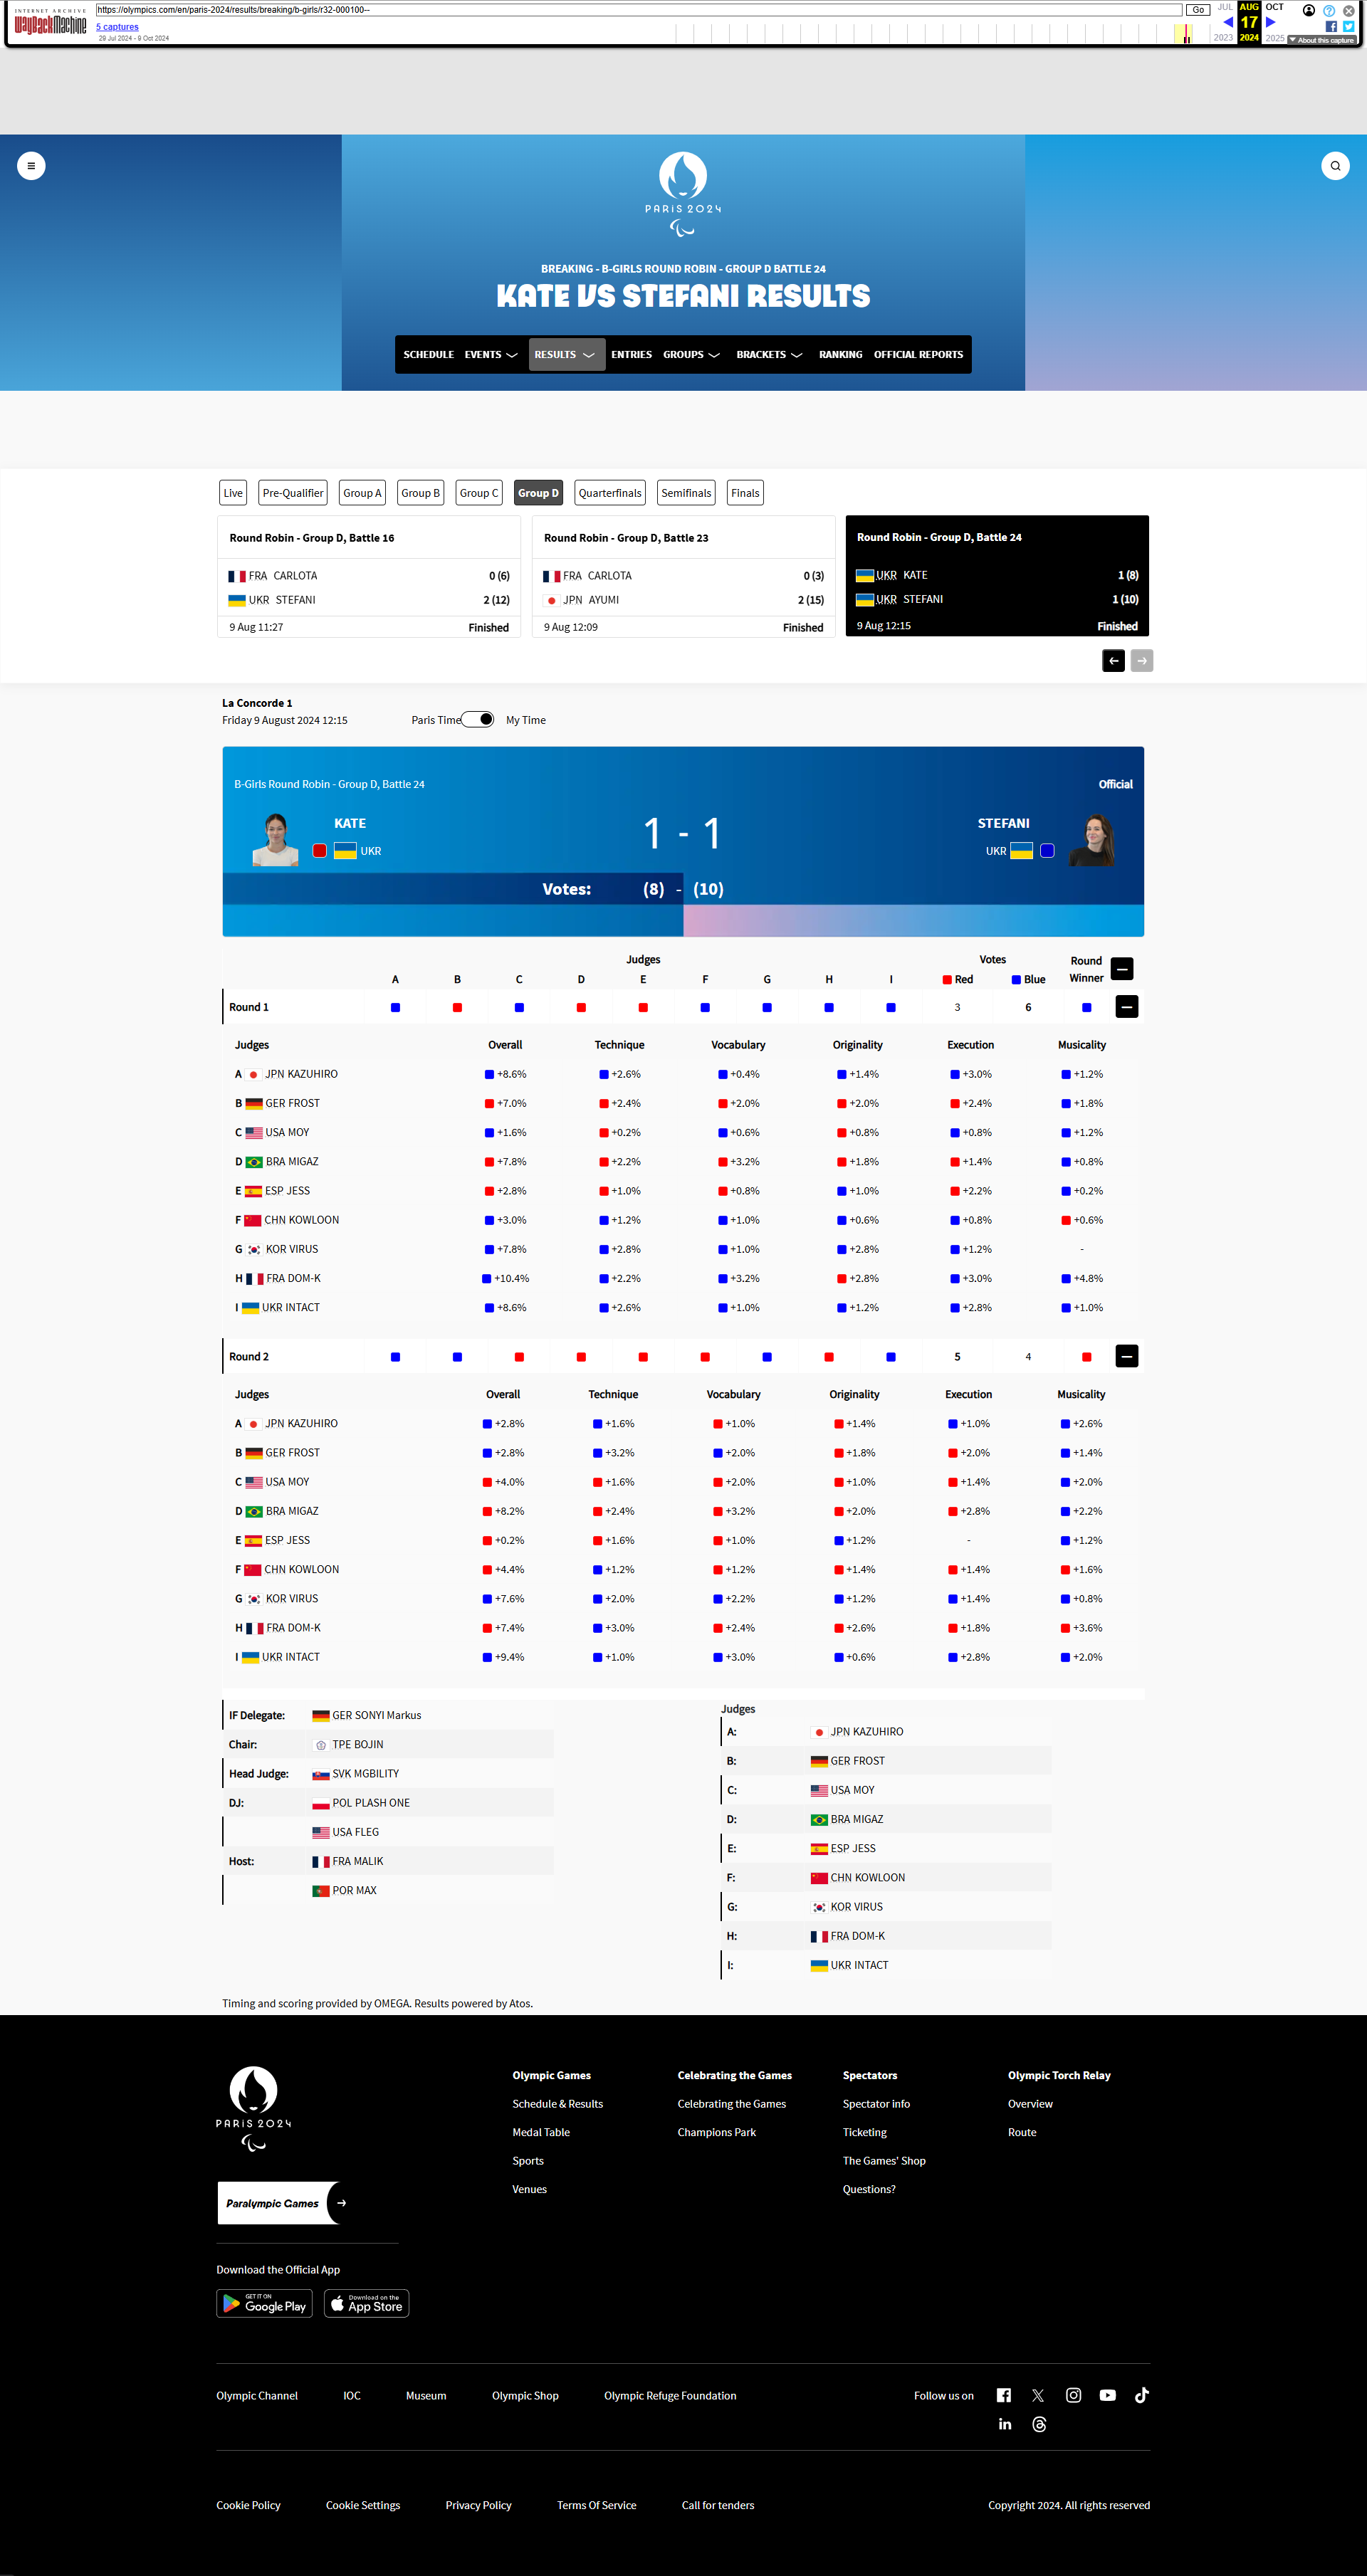 INTERNET ARCHIVE
WayBackMachine
https://olympics.com/en/paris-2024/results/breaking/b-girls/r32-000100--
Go
JUL AUG OCT
5 captures
17
29 Jul 2024 - 9 Oct 2024
2023 2024 2025
About this capture
PARIS 2024
BREAKING - B-GIRLS ROUND ROBIN - GROUP D BATTLE 24
KATE VS STEFANI RESULTS
SCHEDULE EVENTS RESULTS ENTRIES GROUPS BRACKETS RANKING OFFICIAL REPORTS
Live Pre-Qualifier Group A Group B Group C Group D Quarterfinals Semifinals Finals
Round Robin - Group D, Battle 16
FRA CARLOTA 0 (6)
UKR STEFANI 2 (12)
9 Aug 11:27 Finished
Round Robin - Group D, Battle 23
FRA CARLOTA 0 (3)
JPN AYUMI 2 (15)
9 Aug 12:09 Finished
Round Robin - Group D, Battle 24
UKR KATE 1 (8)
UKR STEFANI 1 (10)
9 Aug 12:15 Finished
La Concorde 1
Friday 9 August 2024 12:15 Paris Time My Time
B-Girls Round Robin - Group D, Battle 24 Official
KATE 1 - 1 STEFANI
UKR UKR
Votes: (8) - (10)
Judges Votes Round Winner
A B C D E F G H I Red Blue
Round 1 3 6
Judges Overall Technique Vocabulary Originality Execution Musicality
A JPN KAZUHIRO +8.6% +2.6% +0.4% +1.4% +3.0% +1.2%
B GER FROST +7.0% +2.4% +2.0% +2.0% +2.4% +1.8%
C USA MOY +1.6% +0.2% +0.6% +0.8% +0.8% +1.2%
D BRA MIGAZ +7.8% +2.2% +3.2% +1.8% +1.4% +0.8%
E ESP JESS +2.8% +1.0% +0.8% +1.0% +2.2% +0.2%
F CHN KOWLOON +3.0% +1.2% +1.0% +0.6% +0.8% +0.6%
G KOR VIRUS +7.8% +2.8% +1.0% +2.8% +1.2% -
H FRA DOM-K +10.4% +2.2% +3.2% +2.8% +3.0% +4.8%
I UKR INTACT +8.6% +2.6% +1.0% +1.2% +2.8% +1.0%
Round 2 5 4
Judges Overall Technique Vocabulary Originality Execution Musicality
A JPN KAZUHIRO +2.8% +1.6% +1.0% +1.4% +1.0% +2.6%
B GER FROST +2.8% +3.2% +2.0% +1.8% +2.0% +1.4%
C USA MOY +4.0% +1.6% +2.0% +1.0% +1.4% +2.0%
D BRA MIGAZ +8.2% +2.4% +3.2% +2.0% +2.8% +2.2%
E ESP JESS +0.2% +1.6% +1.0% +1.2% - +1.2%
F CHN KOWLOON +4.4% +1.2% +1.2% +1.4% +1.4% +1.6%
G KOR VIRUS +7.6% +2.0% +2.2% +1.2% +1.4% +0.8%
H FRA DOM-K +7.4% +3.0% +2.4% +2.6% +1.8% +3.6%
I UKR INTACT +9.4% +1.0% +3.0% +0.6% +2.8% +2.0%
IF Delegate: GER SONYI Markus
Chair: TPE BOJIN
Head Judge: SVK MGBILITY
DJ: POL PLASH ONE
USA FLEG
Host: FRA MALIK
POR MAX
Judges
A: JPN KAZUHIRO
B: GER FROST
C: USA MOY
D: BRA MIGAZ
E: ESP JESS
F: CHN KOWLOON
G: KOR VIRUS
H: FRA DOM-K
I: UKR INTACT
Timing and scoring provided by OMEGA. Results powered by Atos.
PARIS 2024
Paralympic Games
Download the Official App
GET IT ON Google Play
Download on the App Store
Olympic Games
Schedule & Results
Medal Table
Sports
Venues
Celebrating the Games
Celebrating the Games
Champions Park
Spectators
Spectator info
Ticketing
The Games' Shop
Questions?
Olympic Torch Relay
Overview
Route
Olympic Channel IOC Museum Olympic Shop Olympic Refuge Foundation Follow us on
Cookie Policy Cookie Settings Privacy Policy Terms Of Service Call for tenders Copyright 2024. All rights reserved